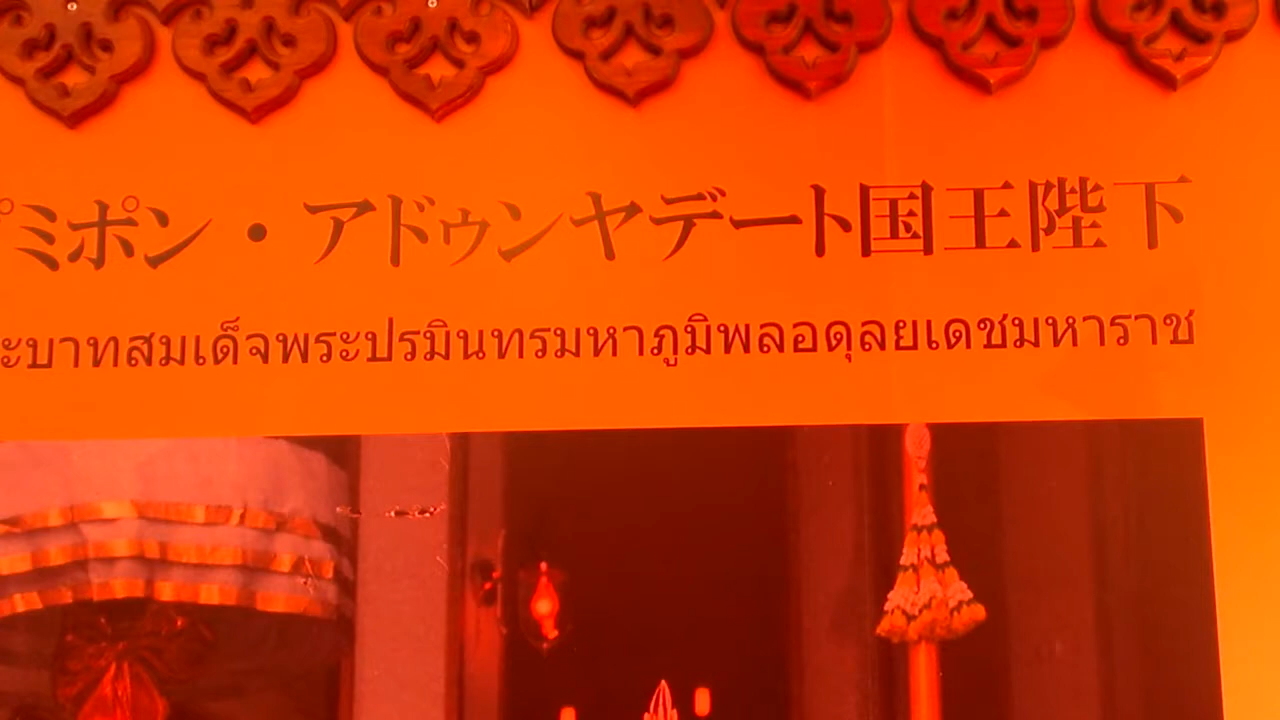 ミポン・アドゥンヤデート国王陛下
ะบาทสมเด็จพระปรมินทรมหาภูมิพลอดุลยเดชมหาราช